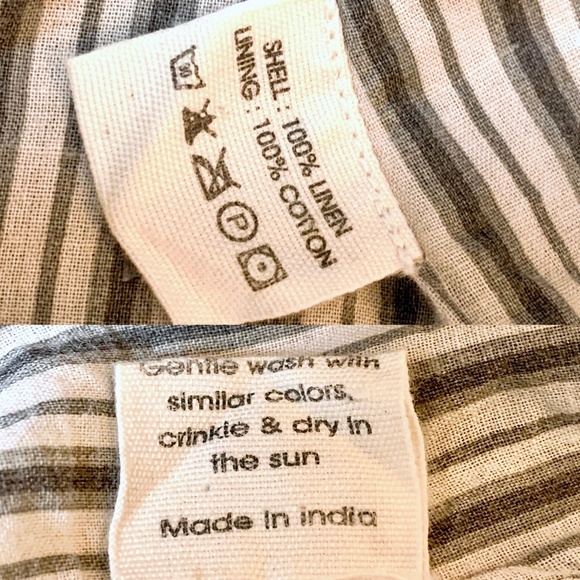 SHELL : 100% LINEN
LINING : 100% COTTON
P
Gentle wash with
similar colors,
crinkle & dry in
the sun
Made in india